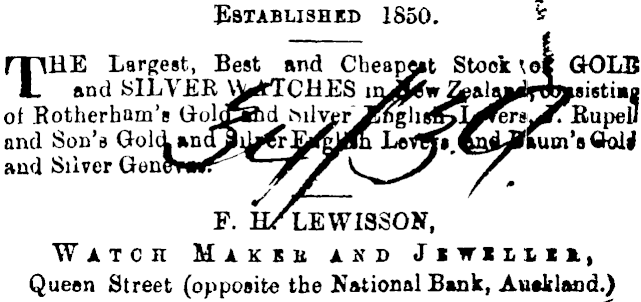 ESTABLISHED 1850.
THE Largest, Best and Cheapest Stock of GOLD
and SILVER WATCHES in New Zealand, consisting
of Rotherham's Gold and Silver English Levers, J. Rupell
and Son's Gold and Silver English Levers, and Baum's Gold
and Silver Genevas.
34/39
F. H. LEWISSON,
WATCH MAKER AND JEWELLER,
Queen Street (opposite the National Bank, Auckland.)